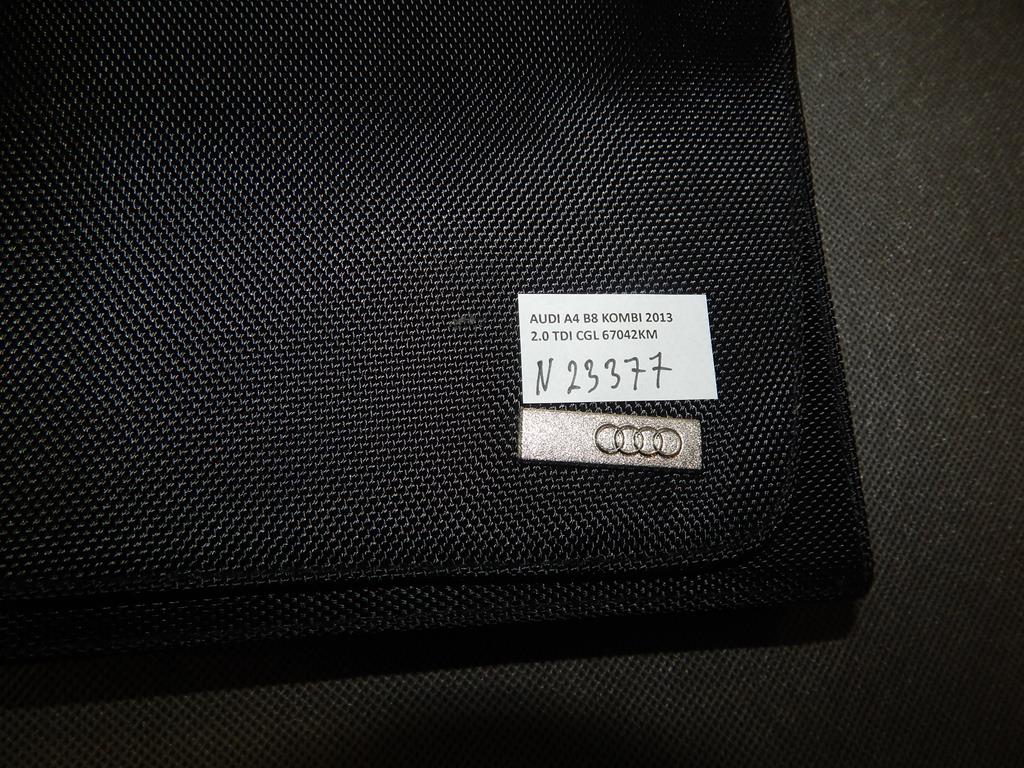 AUDI A4 B8 KOMBI 2013
2.0 TDI CGL 67042KM
N 23377